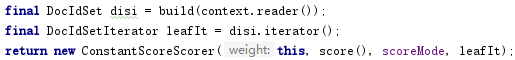 final DocIdSet disi = build(context.reader());
final DocIdSetIterator leafIt = disi.iterator();
return new ConstantScoreScorer( weight: this, score(), scoreMode, leafIt);